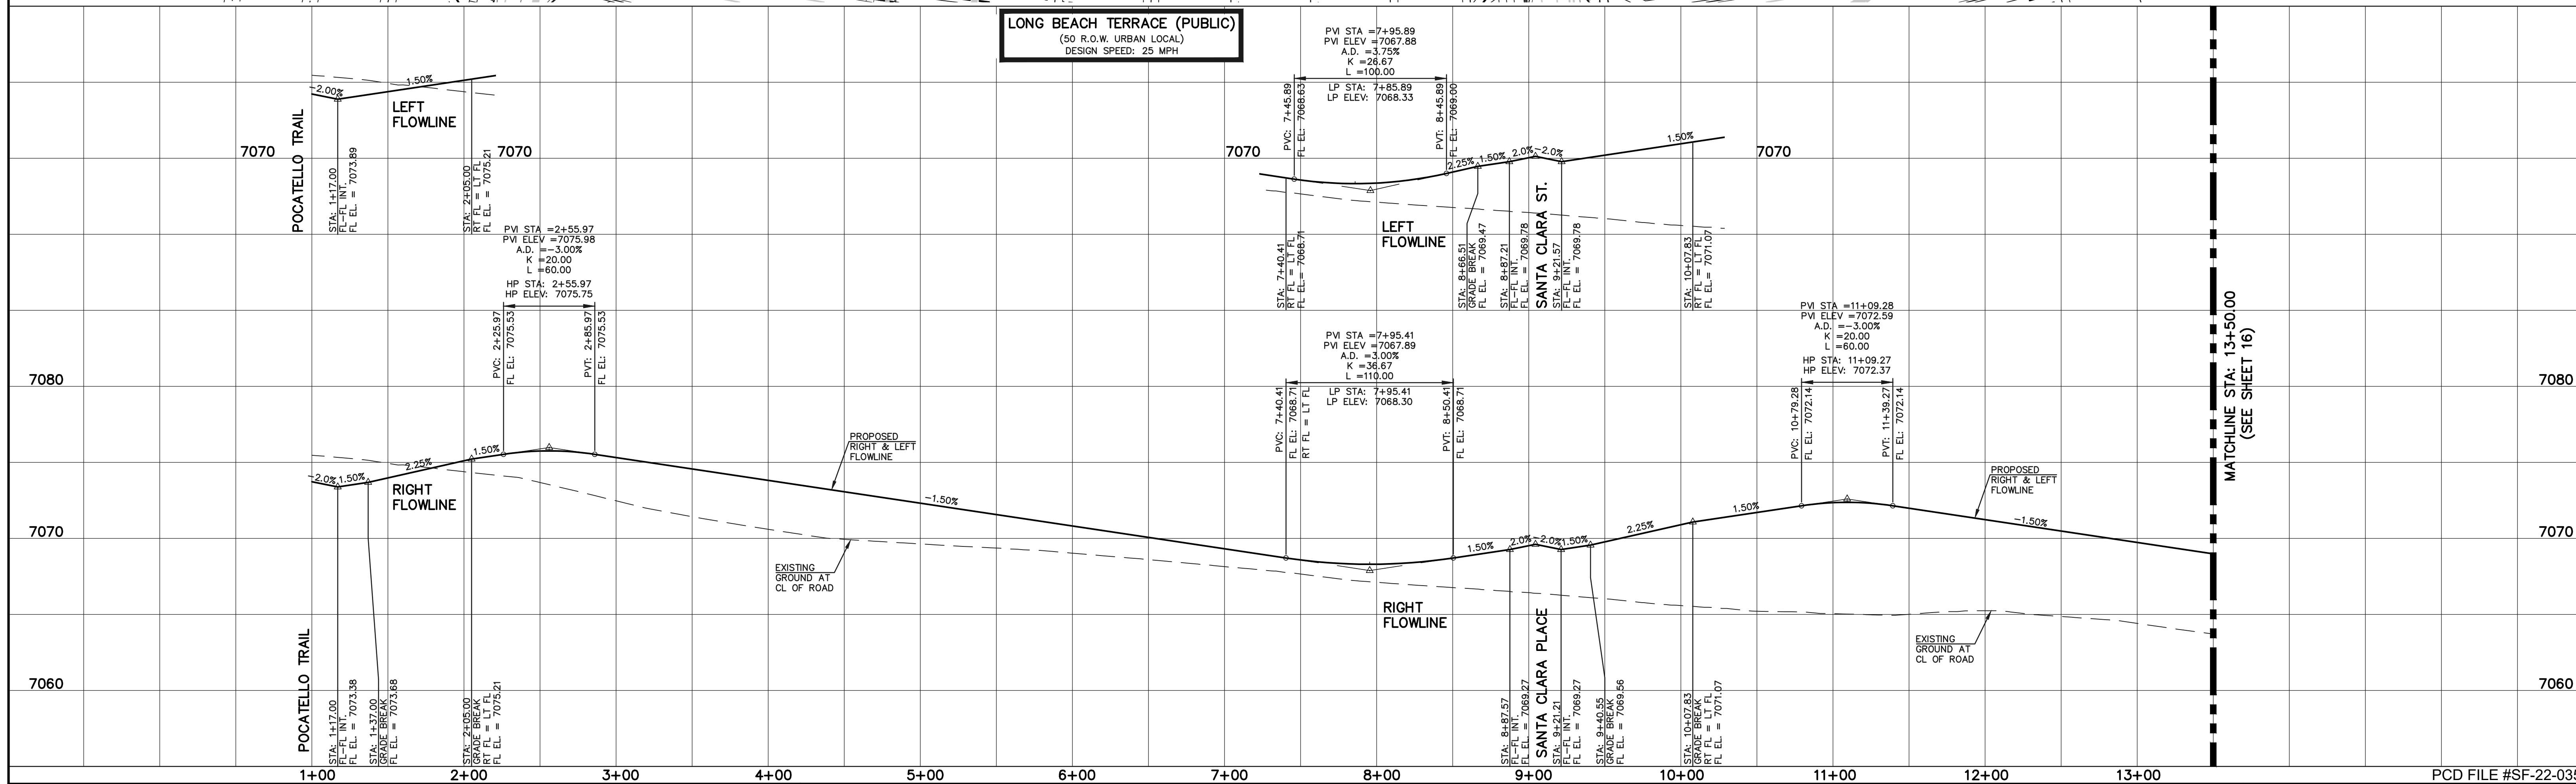 LONG BEACH TERRACE (PUBLIC)
(50 R.O.W. URBAN LOCAL)
DESIGN SPEED: 25 MPH
-2.00%
1.50%
LEFT
FLOWLINE
POCATELLO TRAIL
7070
7070
STA: 1+17.00
FL-FL INT.
FL EL. = 7073.89
STA: 2+05.00
RT FL = LT FL
FL EL. = 7075.21
PVI STA =7+95.89
PVI ELEV =7067.88
A.D. =3.75%
K =26.67
L =100.00
LP STA: 7+85.89
LP ELEV: 7068.33
PVC: 7+45.89
FL EL: 7068.63
PVT: 8+45.89
FL EL: 7069.00
7070
2.25%
1.50%
2.0%
-2.0%
1.50%
7070
LEFT
FLOWLINE
STA: 7+40.41
RT FL = LT FL
FL EL: 7068.71
STA: 8+66.51
GRADE BREAK
FL EL. = 7069.47
STA: 8+87.21
FL-FL INT.
FL EL. = 7069.78
SANTA CLARA ST.
STA: 9+21.57
FL-FL INT.
FL EL. = 7069.78
STA: 10+07.83
RT FL = LT FL
FL EL: 7071.07
PVI STA =2+55.97
PVI ELEV =7075.98
A.D. =-3.00%
K =20.00
L =60.00
HP STA: 2+55.97
HP ELEV: 7075.75
PVC: 2+25.97
FL EL: 7075.53
PVT: 2+85.97
FL EL: 7075.53
PVI STA =7+95.41
PVI ELEV =7067.89
A.D. =3.00%
K =36.67
L =110.00
LP STA: 7+95.41
LP ELEV: 7068.30
PVC: 7+40.41
FL EL: 7068.71
RT FL = LT FL
PVT: 8+50.41
FL EL: 7068.71
PVI STA =11+09.28
PVI ELEV =7072.59
A.D. =-3.00%
K =20.00
L =60.00
HP STA: 11+09.27
HP ELEV: 7072.37
PVC: 10+79.28
FL EL: 7072.14
PVT: 11+39.27
FL EL: 7072.14
MATCHLINE STA: 13+50.00
(SEE SHEET 16)
7080
7080
-2.0%
1.50%
2.25%
1.50%
RIGHT
FLOWLINE
PROPOSED
RIGHT & LEFT
FLOWLINE
-1.50%
1.50%
2.0%
-2.0%
1.50%
2.25%
1.50%
PROPOSED
RIGHT & LEFT
FLOWLINE
-1.50%
7070
7070
EXISTING
GROUND AT
CL OF ROAD
RIGHT
FLOWLINE
EXISTING
GROUND AT
CL OF ROAD
7060
7060
POCATELLO TRAIL
STA: 1+17.00
FL-FL INT.
FL EL. = 7073.38
STA: 1+37.00
GRADE BREAK
FL EL. = 7073.68
STA: 2+05.00
GRADE BREAK
RT FL = LT FL
FL EL. = 7075.21
STA: 8+87.57
FL-FL INT.
FL EL. = 7069.27
SANTA CLARA PLACE
STA: 9+21.21
FL-FL INT.
FL EL. = 7069.27
STA: 9+40.55
GRADE BREAK
FL EL. = 7069.56
STA: 10+07.83
GRADE BREAK
RT FL = LT FL
FL EL. = 7071.07
1+00
2+00
3+00
4+00
5+00
6+00
7+00
8+00
9+00
10+00
11+00
12+00
13+00
PCD FILE #SF-22-03